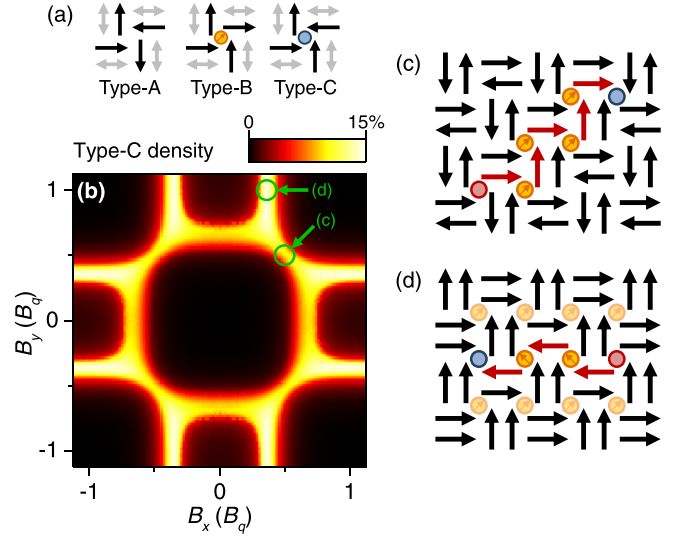 (a)
Type-A Type-B Type-C
0 15%
Type-C density
(b)
(d)
(c)
1
0
-1
B_y (B_q)
-1 0 1
B_x (B_q)
(c)
(d)